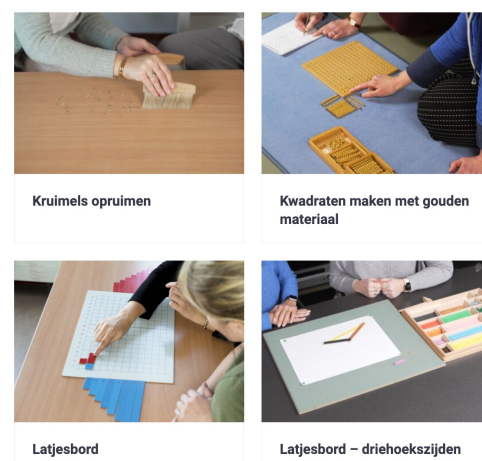 Kruimels opruimen
Kwadraten maken met gouden
materiaal
Latjesbord
Latjesbord – driehoekszijden